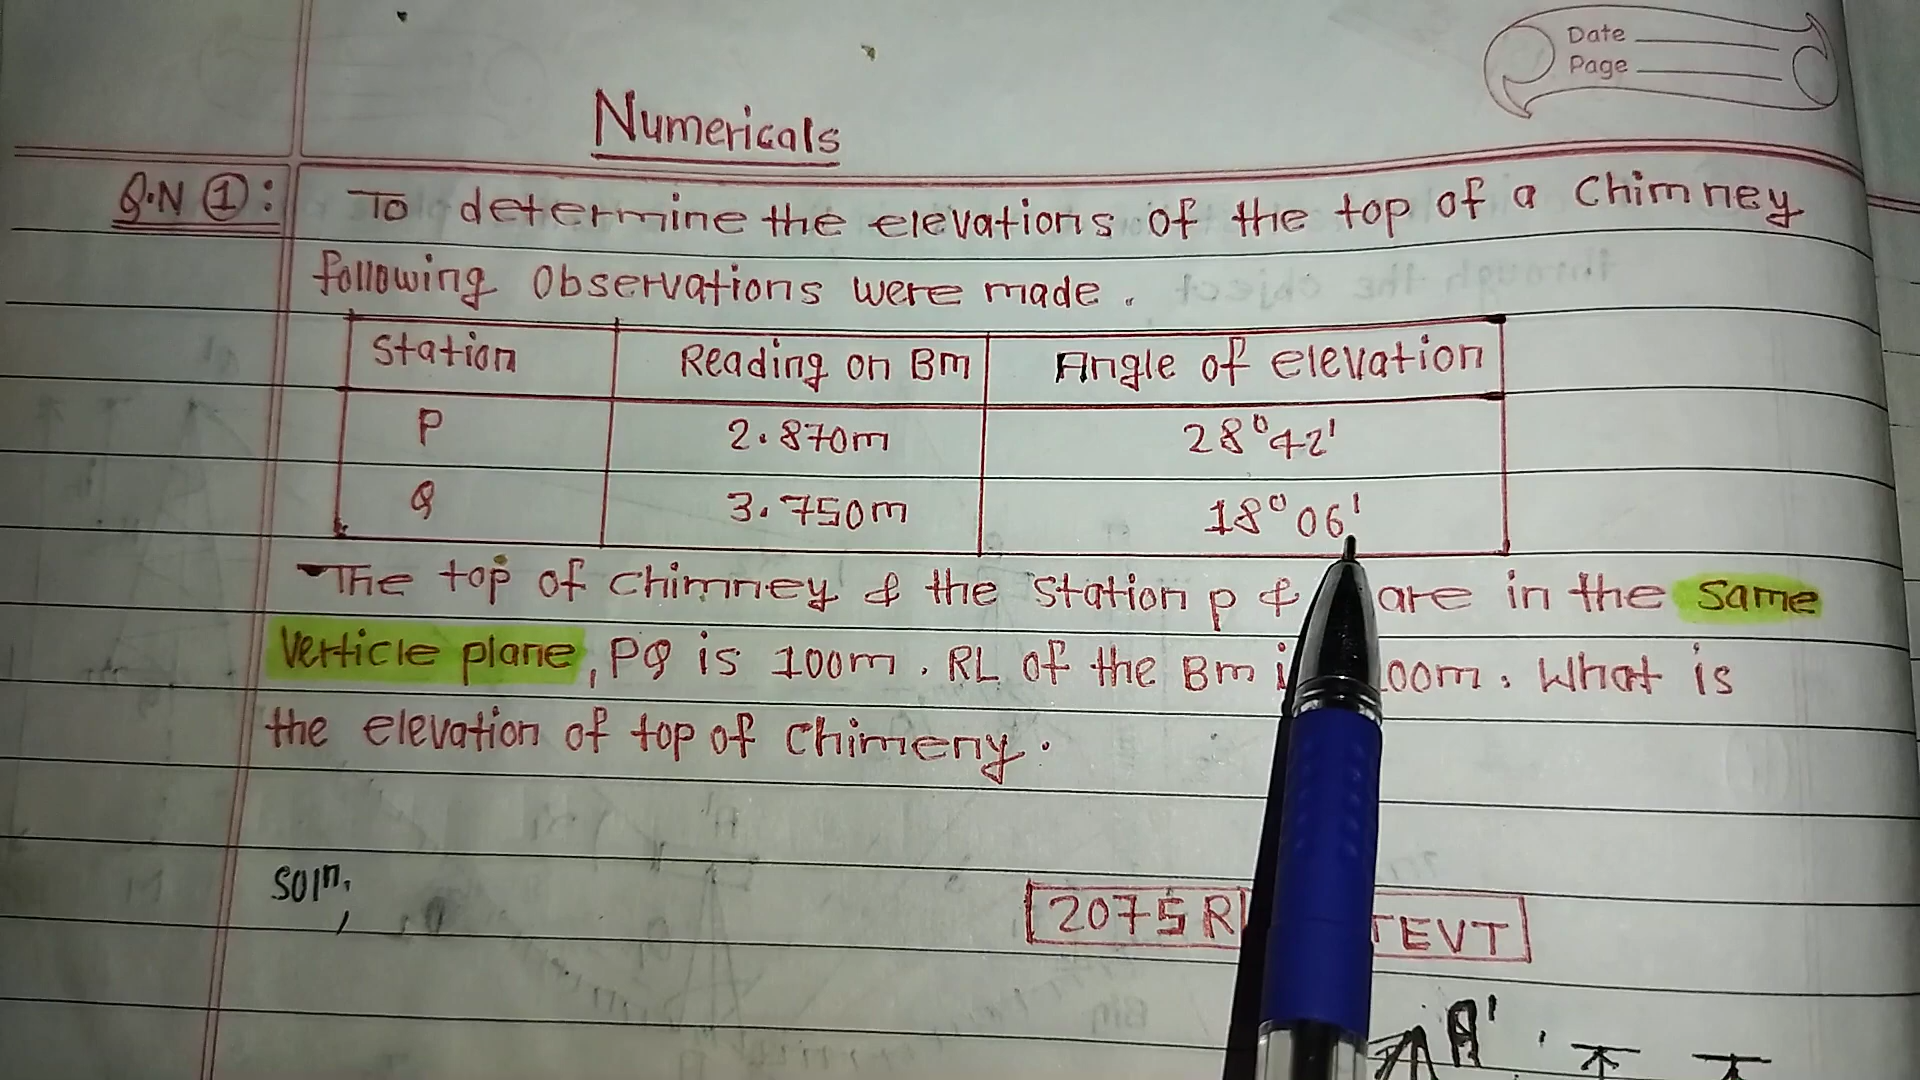 Date
Page
Numericals
Q.N ①: To determine the elevations of the top of a Chimney
following Observations were made.
Station Reading on Bm Angle of elevation
P 2.870m 28°42'
Q 3.750m 18°06'
The top of chimney & the station p & are in the same
verticle plane, PQ is 100m. RL of the Bm 00m. What is
the elevation of top of chimeny.
Soln,
2075 R TEVT
A'